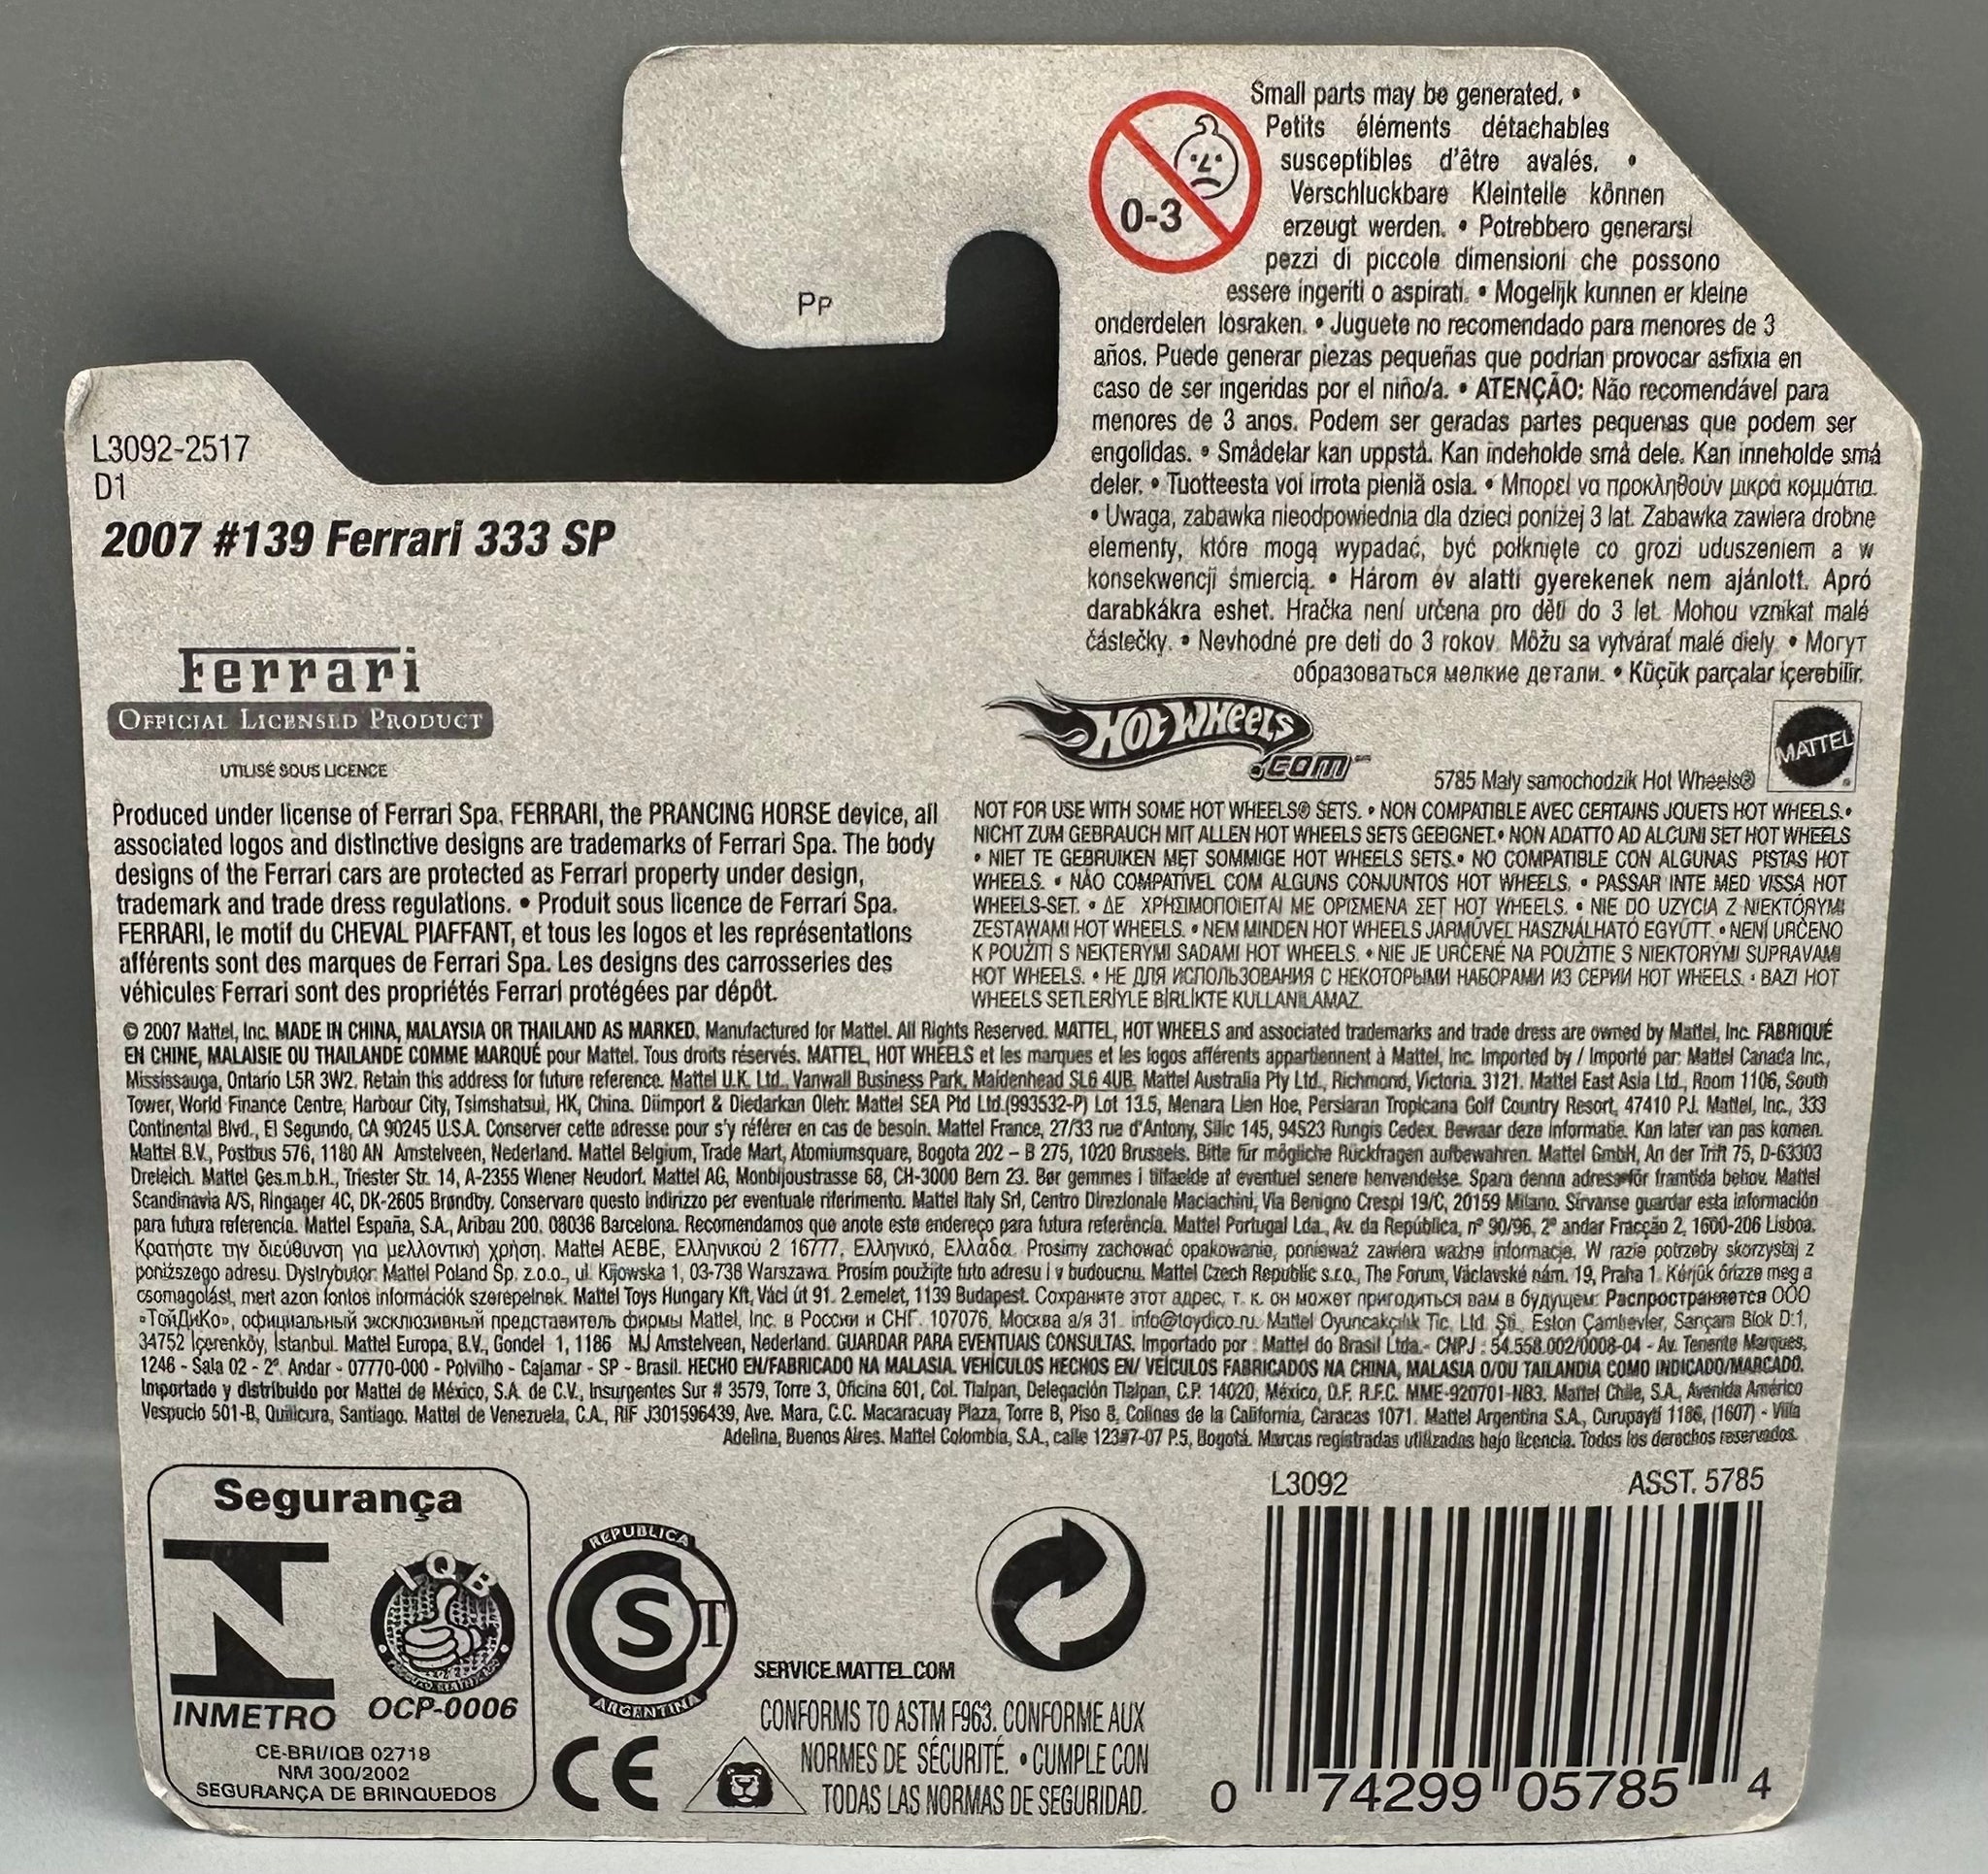 Small parts may be generated. •
Petits éléments détachables
susceptibles d'être avalés. •
Verschluckbare Kleinteile können
erzeugt werden. • Potrebbero generarsi
pezzi di piccole dimensioni che possono
essere ingeriti o aspirati. • Mogelijk kunnen er kleine
onderdelen losraken. • Juguete no recomendado para menores de 3
años. Puede generar piezas pequeñas que podrían provocar asfixia en
caso de ser ingeridas por el niño/a. • ATENÇÃO: Não recomendável para
menores de 3 anos. Podem ser geradas partes pequenas que podem ser
engolidas. • Smådelar kan uppstå. Kan indeholde små dele. Kan inneholde små
deler. • Tuotteesta voi irrota pieniä osia. • Μπορεί να προκληθούν μικρά κομμάτια.
• Uwaga, zabawka nieodpowiednia dla dzieci poniżej 3 lat. Zabawka zawiera drobne
elementy, które mogą wypadać, być połknięte co grozi uduszeniem a w
konsekwencji śmiercią. • Három év alatti gyerekenek nem ajánlott. Apró
darabkákra eshet. Hračka není určena pro děti do 3 let. Mohou vznikat malé
částečky. • Nevhodné pre deti do 3 rokov. Môžu sa vytvárať malé diely. • Могут
образоваться мелкие детали. • Küçük parçalar içerebilir.
0-3
PP
L3092-2517
D1
2007 #139 Ferrari 333 SP
Ferrari
OFFICIAL LICENSED PRODUCT
UTILISÉ SOUS LICENCE
Produced under license of Ferrari Spa. FERRARI, the PRANCING HORSE device, all
associated logos and distinctive designs are trademarks of Ferrari Spa. The body
designs of the Ferrari cars are protected as Ferrari property under design,
trademark and trade dress regulations. • Produit sous licence de Ferrari Spa.
FERRARI, le motif du CHEVAL PIAFFANT, et tous les logos et les représentations
afférents sont des marques de Ferrari Spa. Les designs des carrosseries des
véhicules Ferrari sont des propriétés Ferrari protégées par dépôt.
HOT WHEELS
.com
5785 Mały samochodzik Hot Wheels®
MATTEL
NOT FOR USE WITH SOME HOT WHEELS® SETS. • NON COMPATIBLE AVEC CERTAINS JOUETS HOT WHEELS.•
NICHT ZUM GEBRAUCH MIT ALLEN HOT WHEELS SETS GEEIGNET.• NON ADATTO AD ALCUNI SET HOT WHEELS
• NIET TE GEBRUIKEN MET SOMMIGE HOT WHEELS SETS.• NO COMPATIBLE CON ALGUNAS PISTAS HOT
WHEELS. • NÃO COMPATÍVEL COM ALGUNS CONJUNTOS HOT WHEELS. • PASSAR INTE MED VISSA HOT
WHEELS-SET. • ΔΕ ΧΡΗΣΙΜΟΠΟΙΕΙΤΑΙ ΜΕ ΟΡΙΣΜΕΝΑ ΣΕΤ HOT WHEELS. • NIE DO UZYCIA Z NIEKTÓRYMI
ZESTAWAMI HOT WHEELS. • NEM MINDEN HOT WHEELS JÁRMŰVEL HASZNÁLHATÓ EGYÜTT. • NENÍ URČENO
K POUŽITÍ S NEKTERÝMI SADAMI HOT WHEELS. • NIE JE URČENÉ NA POUŽITIE S NIEKTORÝMI SÚPRAVAMI
HOT WHEELS. • НЕ ДЛЯ ИСПОЛЬЗОВАНИЯ С НЕКОТОРЫМИ НАБОРАМИ ИЗ СЕРИИ HOT WHEELS. • BAZI HOT
WHEELS SETLERİYLE BİRLİKTE KULLANILAMAZ.
© 2007 Mattel, Inc. MADE IN CHINA, MALAYSIA OR THAILAND AS MARKED. Manufactured for Mattel. All Rights Reserved. MATTEL, HOT WHEELS and associated trademarks and trade dress are owned by Mattel, Inc. FABRIQUÉ
EN CHINE, MALAISIE OU THAILANDE COMME MARQUÉ pour Mattel. Tous droits réservés. MATTEL, HOT WHEELS et les marques et les logos afférents appartiennent à Mattel, Inc. Imported by / Importé par: Mattel Canada Inc.,
Mississauga, Ontario L5R 3W2. Retain this address for future reference. Mattel U.K. Ltd., Vanwall Business Park, Maidenhead SL6 4UB. Mattel Australia Pty Ltd., Richmond, Victoria. 3121. Mattel East Asia Ltd., Room 1106, South
Tower, World Finance Centre, Harbour City, Tsimshatsui, HK, China. Diimport & Diedarkan Oleh: Mattel SEA Ptd Ltd.(993532-P) Lot 13.5, Menara Lien Hoe, Persiaran Tropicana Golf Country Resort, 47410 PJ. Mattel, Inc., 333
Continental Blvd., El Segundo, CA 90245 U.S.A. Conserver cette adresse pour s'y référer en cas de besoin. Mattel France, 27/33 rue d'Antony, Silic 145, 94523 Rungis Cedex. Bewaar deze informatie. Kan later van pas komen.
Mattel B.V., Postbus 576, 1180 AN Amstelveen, Nederland. Mattel Belgium, Trade Mart, Atomiumsquare, Bogota 202 – B 275, 1020 Brussels. Bitte für mögliche Rückfragen aufbewahren. Mattel GmbH, An der Trift 75, D-63303
Dreieich. Mattel Ges.m.b.H., Triester Str. 14, A-2355 Wiener Neudorf. Mattel AG, Monbijoustrasse 68, CH-3000 Bern 23. Bør gemmes i tilfælde af eventuel senere henvendelse. Spara denna adress för framtida behov. Mattel
Scandinavia A/S, Ringager 4C, DK-2605 Brøndby. Conservare questo indirizzo per eventuale riferimento. Mattel Italy Srl, Centro Direzionale Maciachini, Via Benigno Crespi 19/C, 20159 Milano. Sírvanse guardar esta información
para futura referencia. Mattel España, S.A., Aribau 200. 08036 Barcelona. Recomendamos que anote este endereço para futura referência. Mattel Portugal Lda., Av. da República, nº 90/96, 2º andar Fracção 2, 1600-206 Lisboa.
Κρατήστε την διεύθυνση για μελλοντική χρήση. Mattel AEBE, Ελληνικού 2 16777, Ελληνικό, Ελλάδα. Prosimy zachować opakowanie, ponieważ zawiera ważne informacje. W razie potrzeby skorzystaj z
poniższego adresu. Dystrybutor: Mattel Poland Sp. z.o.o., ul. Kijowska 1, 03-738 Warszawa. Prosím použijte tuto adresu i v budoucnu. Mattel Czech Republic s.r.o., The Forum, Václavské nám. 19, Praha 1. Kérjük őrizze meg a
csomagolást, mert azon fontos információk szerepelnek. Mattel Toys Hungary Kft, Váci út 91. 2.emelet, 1139 Budapest. Сохраните этот адрес, т. к. он может пригодиться вам в будущем. Распространяется ООО
«ТойДиКо», официальный эксклюзивный представитель фирмы Mattel, Inc. в России и СНГ. 107076, Москва а/я 31. info@toydico.ru. Mattel Oyuncakçılık Tic. Ltd. Şti., Eston Çamlıevler, Sarıçam Blok D:1,
34752 İçerenköy, İstanbul. Mattel Europa, B.V., Gondel 1, 1186 MJ Amstelveen, Nederland. GUARDAR PARA EVENTUAIS CONSULTAS. Importado por : Mattel do Brasil Ltda.- CNPJ : 54.558.002/0008-04 - Av. Tenente Marques,
1246 - Sala 02 - 2º. Andar - 07770-000 - Polvilho - Cajamar - SP - Brasil. HECHO EN/FABRICADO NA MALASIA. VEHÍCULOS HECHOS EN/ VEÍCULOS FABRICADOS NA CHINA, MALASIA O/OU TAILANDIA COMO INDICADO/MARCADO.
Importado y distribuido por Mattel de México, S.A. de C.V., Insurgentes Sur # 3579, Torre 3, Oficina 601, Col. Tlalpan, Delegación Tlalpan, C.P. 14020, México, D.F. R.F.C. MME-920701-NB3. Mattel Chile, S.A., Avenida Américo
Vespucio 501-B, Quilicura, Santiago. Mattel de Venezuela, C.A., RIF J301596439, Ave. Mara, C.C. Macaracuay Plaza, Torre B, Piso 8, Colinas de la California, Caracas 1071. Mattel Argentina S.A., Curupaytí 1186, (1607) - Villa
Adelina, Buenos Aires. Mattel Colombia, S.A., calle 123#7-07 P.5, Bogotá. Marcas registradas utilizadas bajo licencia. Todos los derechos reservados.
Segurança
INMETRO
IQB
OCP-0006
CE-BRI/IQB 02719
NM 300/2002
SEGURANÇA DE BRINQUEDOS
REPUBLICA
S T
ARGENTINA
CE
SERVICE.MATTEL.COM
CONFORMS TO ASTM F963. CONFORME AUX
NORMES DE SÉCURITÉ. • CUMPLE CON
TODAS LAS NORMAS DE SEGURIDAD.
L3092 ASST. 5785
0 74299 05785 4